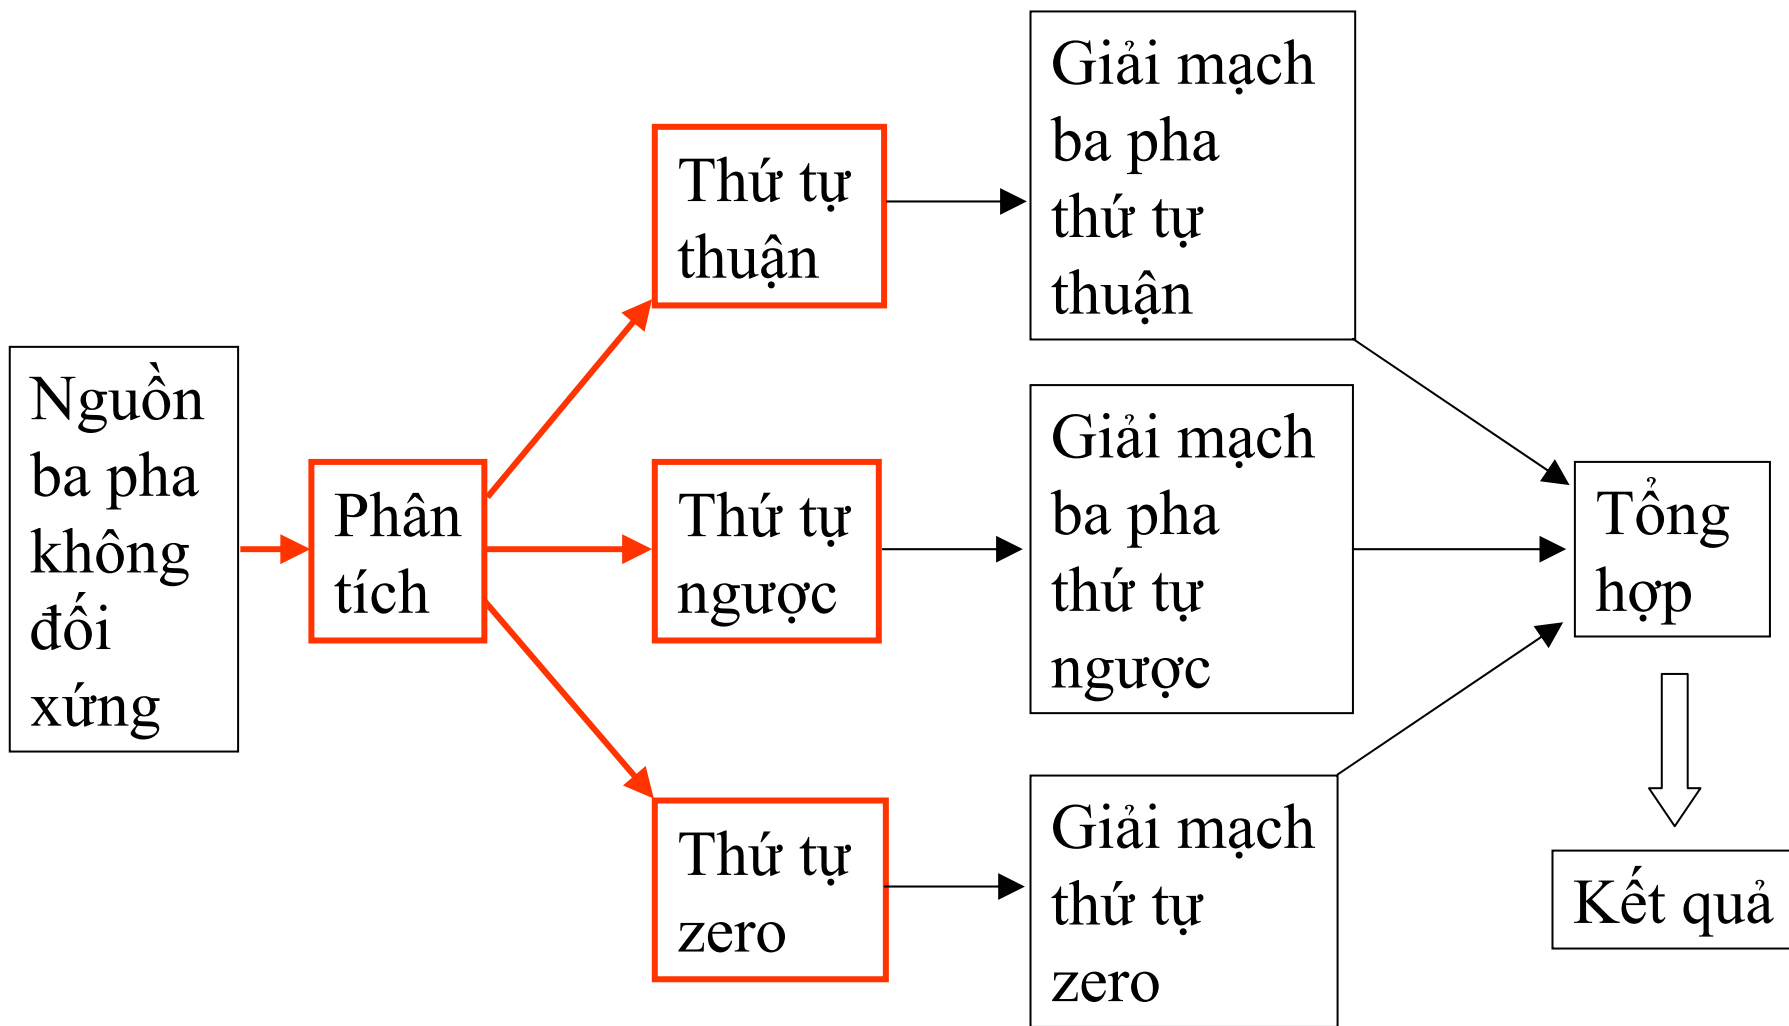 Nguồn
ba pha
không
đối
xứng
Phân
tích
Thứ tự
thuận
Thứ tự
ngược
Thứ tự
zero
Giải mạch
ba pha
thứ tự
thuận
Giải mạch
ba pha
thứ tự
ngược
Giải mạch
thứ tự
zero
Tổng
hợp
Kết quả